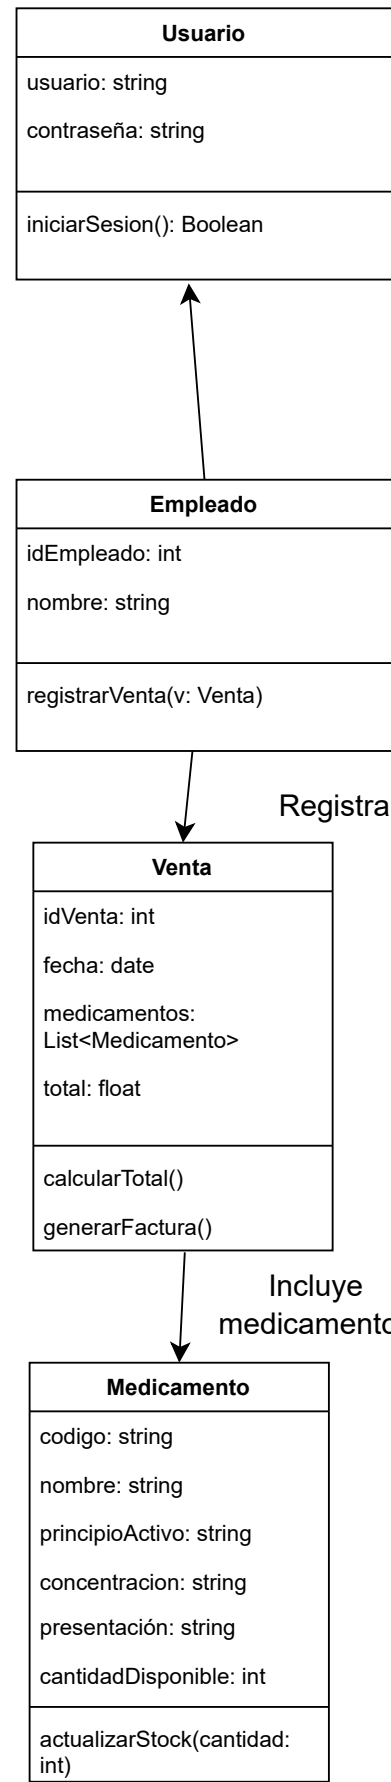 Usuario
usuario: string
contraseña: string
iniciarSesion(): Boolean
Empleado
idEmpleado: int
nombre: string
registrarVenta(v: Venta)
Registra
Venta
idVenta: int
fecha: date
medicamentos:
List<Medicamento>
total: float
calcularTotal()
generarFactura()
Incluye
medicamento
Medicamento
codigo: string
nombre: string
principioActivo: string
concentracion: string
presentación: string
cantidadDisponible: int
actualizarStock(cantidad:
int)